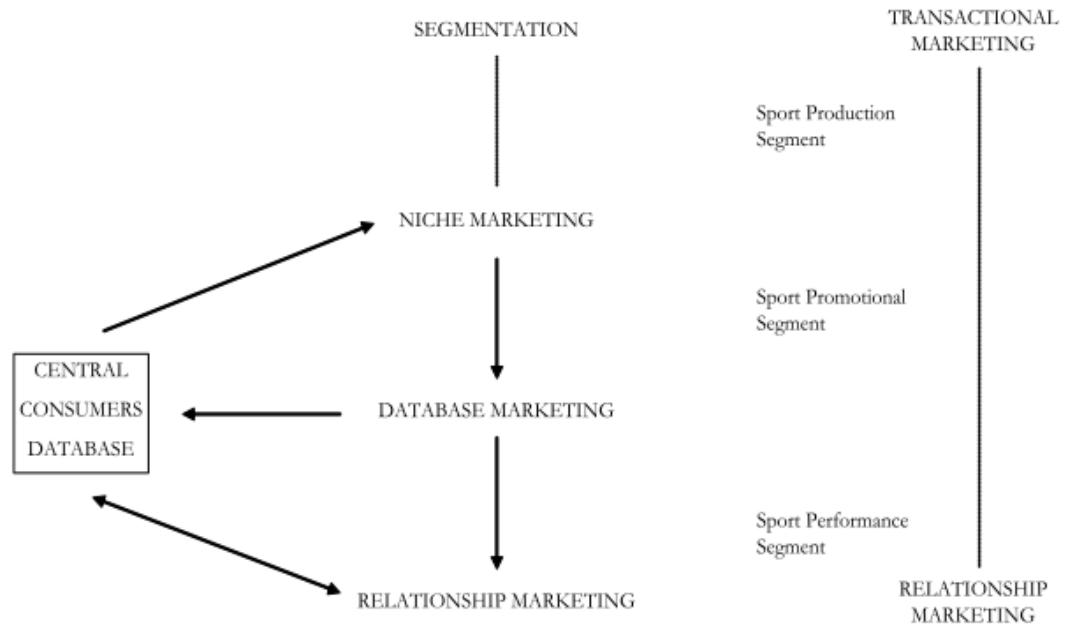 SEGMENTATION
TRANSACTIONAL
MARKETING
Sport Production
Segment
NICHE MARKETING
Sport Promotional
Segment
CENTRAL
CONSUMERS
DATABASE
DATABASE MARKETING
Sport Performance
Segment
RELATIONSHIP MARKETING
RELATIONSHIP
MARKETING